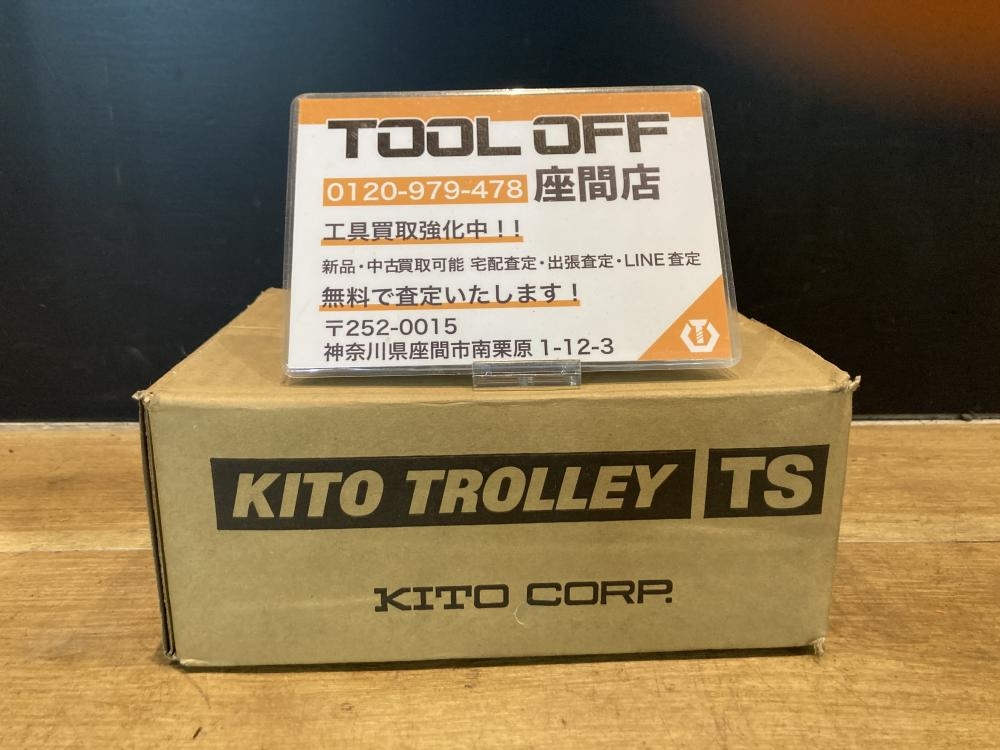 TOOL OFF
0120-979-478 座間店
工具買取強化中!!
新品・中古買取可能 宅配査定・出張査定・LINE査定
無料で査定いたします!
〒252-0015
神奈川県座間市南栗原 1-12-3
KITO TROLLEY TS
KITO CORP.